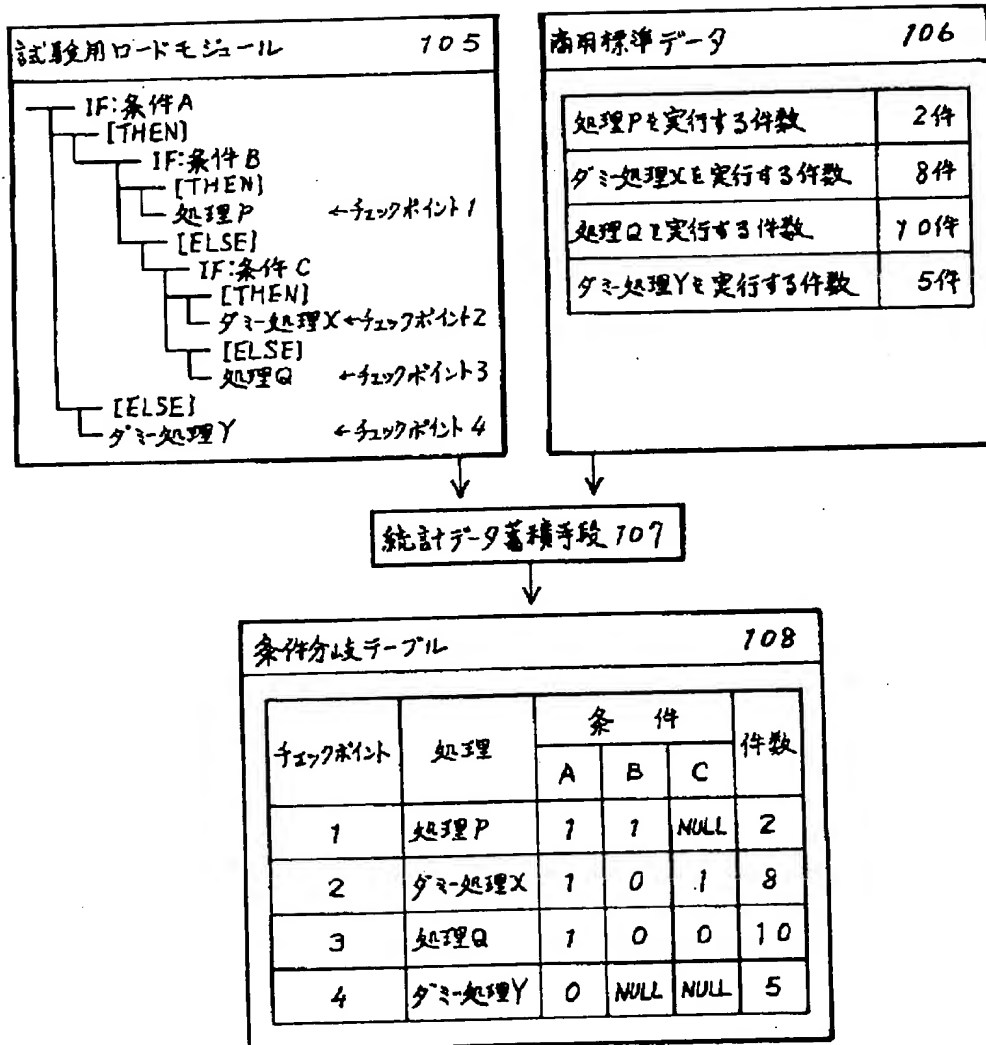 試験用ロードモジュール 105
IF:条件A
[THEN]
IF:条件B
[THEN]
処理P ←チェックポイント1
[ELSE]
IF:条件C
[THEN]
ダミー処理X ←チェックポイント2
[ELSE]
処理Q ←チェックポイント3
[ELSE]
ダミー処理Y ←チェックポイント4
商用標準データ 106
処理Pを実行する件数 2件
ダミー処理Xを実行する件数 8件
処理Qを実行する件数 10件
ダミー処理Yを実行する件数 5件
統計データ蓄積手段 107
条件分岐テーブル 108
チェックポイント 処理 条件 件数
A B C
1 処理P 1 1 NULL 2
2 ダミー処理X 1 0 1 8
3 処理Q 1 0 0 10
4 ダミー処理Y 0 NULL NULL 5